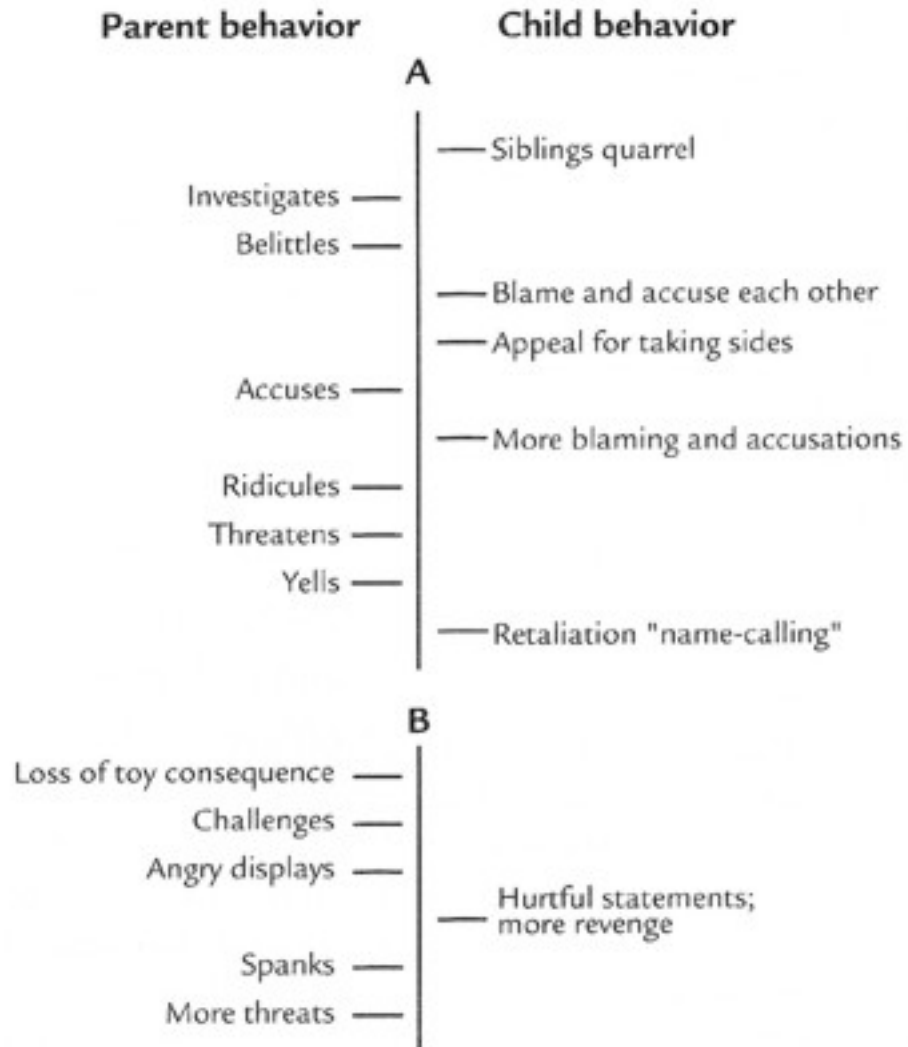 Parent behavior
Child behavior
A
Siblings quarrel
Investigates
Belittles
Blame and accuse each other
Appeal for taking sides
Accuses
More blaming and accusations
Ridicules
Threatens
Yells
Retaliation "name-calling"
B
Loss of toy consequence
Challenges
Angry displays
Hurtful statements;
more revenge
Spanks
More threats